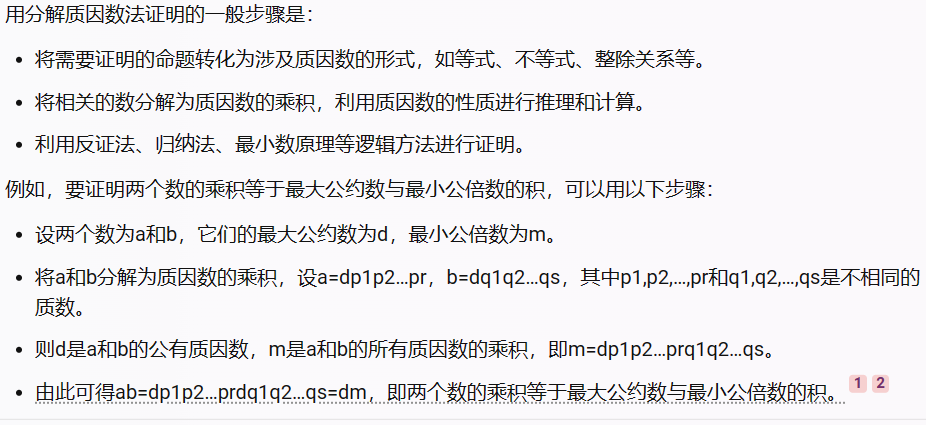 用分解质因数法证明的一般步骤是：
• 将需要证明的命题转化为涉及质因数的形式，如等式、不等式、整除关系等。
• 将相关的数分解为质因数的乘积，利用质因数的性质进行推理和计算。
• 利用反证法、归纳法、最小数原理等逻辑方法进行证明。
例如，要证明两个数的乘积等于最大公约数与最小公倍数的积，可以用以下步骤：
• 设两个数为a和b，它们的最大公约数为d，最小公倍数为m。
• 将a和b分解为质因数的乘积，设a=dp1p2…pr，b=dq1q2…qs，其中p1,p2,…,pr和q1,q2,…,qs是不相同的
质数。
• 则d是a和b的公有质因数，m是a和b的所有质因数的乘积，即m=dp1p2…prq1q2…qs。
• 由此可得ab=dp1p2…prdq1q2…qs=dm，即两个数的乘积等于最大公约数与最小公倍数的积。 1 2